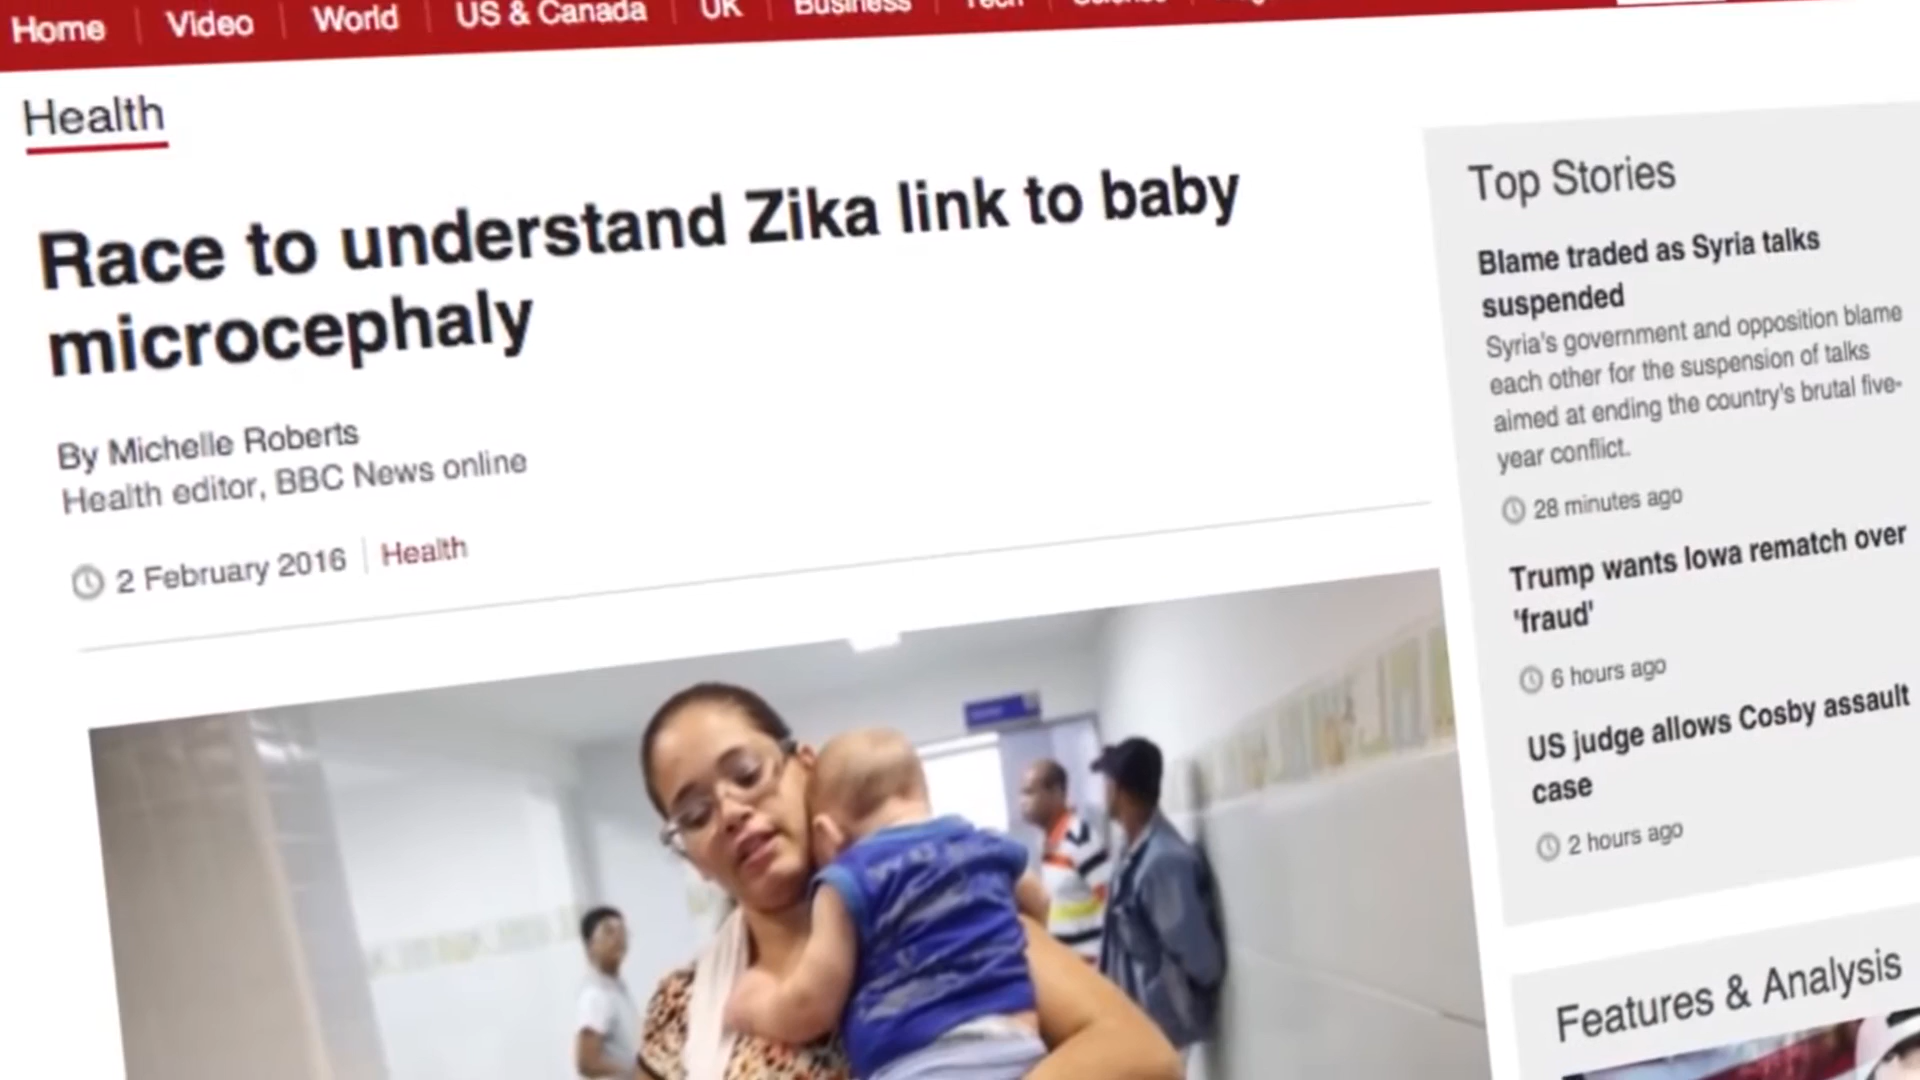 Home
Video
World
US & Canada
UK
Business
Tech
Health
Race to understand Zika link to baby
microcephaly
By Michelle Roberts
Health editor, BBC News online
2 February 2016
Health
Top Stories
Blame traded as Syria talks
suspended
Syria's government and opposition blame
each other for the suspension of talks
aimed at ending the country's brutal five-
year conflict.
28 minutes ago
Trump wants Iowa rematch over
'fraud'
6 hours ago
US judge allows Cosby assault
case
2 hours ago
Features & Analysis